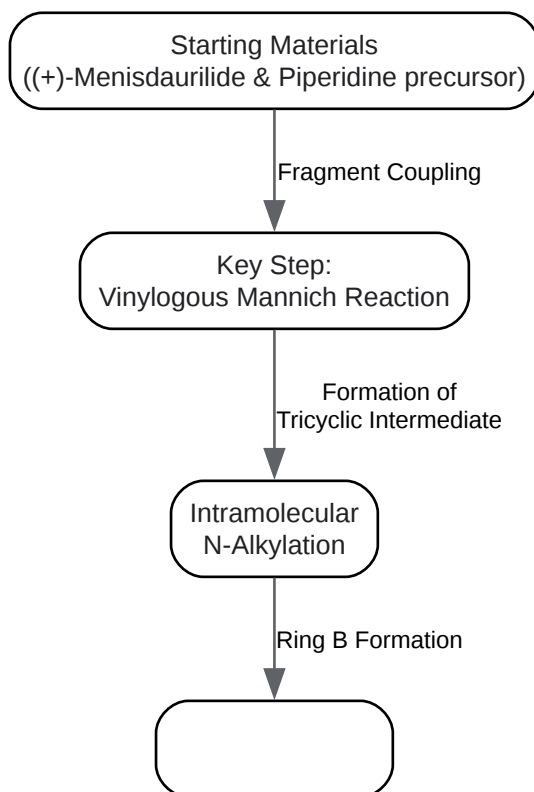 Starting Materials
((+)-Menisdaurilide & Piperidine precursor)
Fragment Coupling
Key Step:
Vinylogous Mannich Reaction
Formation of
Tricyclic Intermediate
Intramolecular
N-Alkylation
Ring B Formation